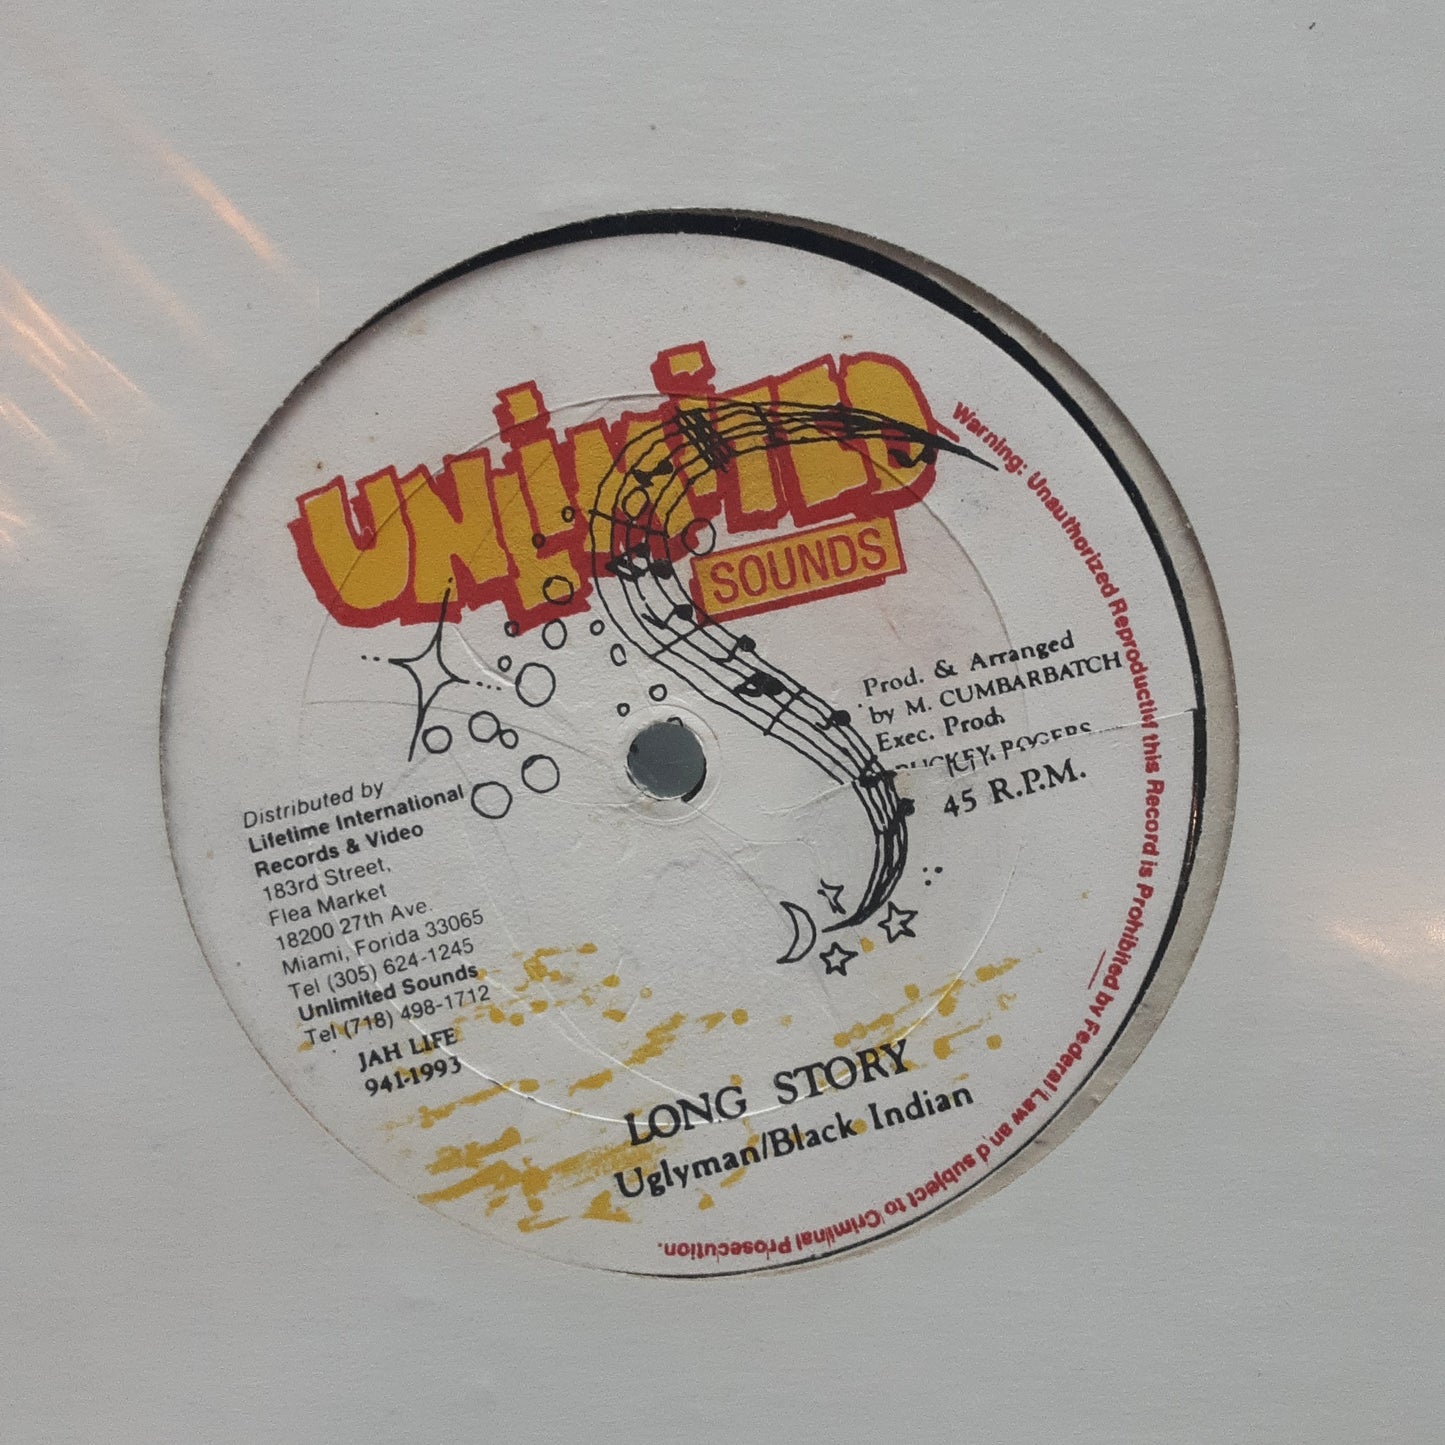 UNLIMITED
SOUNDS
Warning: Unauthorized Reproductin this Record is Prohibited by Federal Law and subject to Criminal Prosecution.
Prod. & Arranged
by M. CUMBARBATCH
Exec. Prod.
ROGERS
45 R.P.M.
Distributed by
Lifetime International
Records & Video
183rd Street,
Flea Market
18200 27th Ave.
Miami, Forida 33065
Tel (305) 624-1245
Unlimited Sounds
Tel (718) 498-1712
JAH LIFE
941-1993
LONG STORY
Uglyman/Black Indian